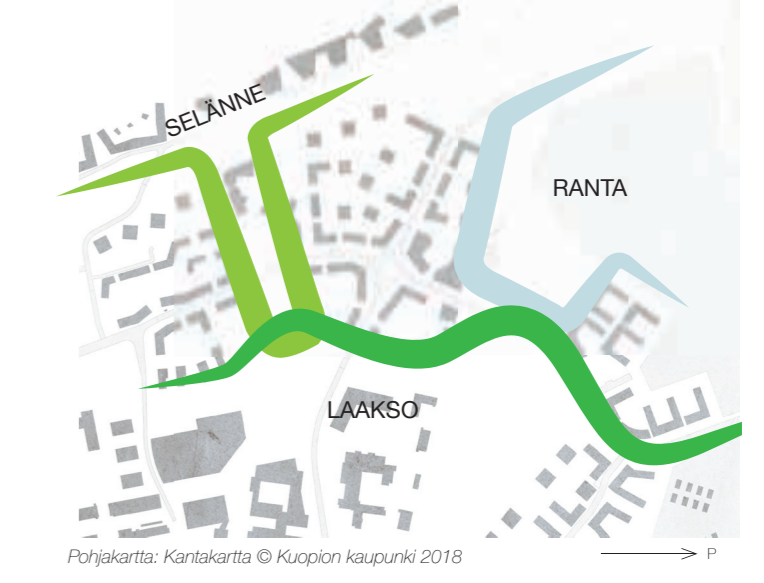 SELÄNNE
RANTA
LAAKSO
Pohjakartta: Kantakartta © Kuopion kaupunki 2018
P